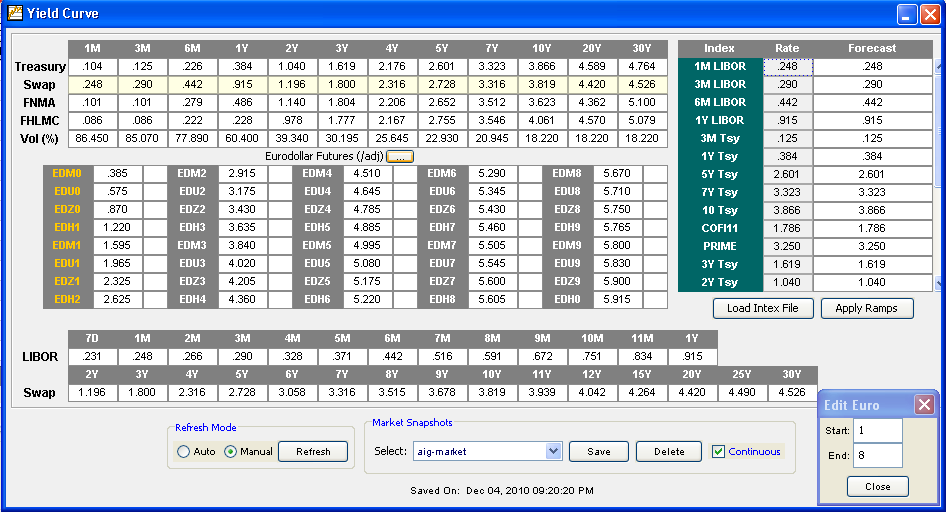 Yield Curve
1M 3M 6M 1Y 2Y 3Y 4Y 5Y 7Y 10Y 20Y 30Y
Treasury .104 .125 .226 .384 1.040 1.619 2.176 2.601 3.323 3.866 4.589 4.764
Swap .248 .290 .442 .915 1.196 1.800 2.316 2.728 3.316 3.819 4.420 4.526
FNMA .101 .101 .279 .486 1.140 1.804 2.206 2.652 3.512 3.623 4.362 5.100
FHLMC .086 .086 .222 .228 .978 1.777 2.167 2.755 3.546 4.061 4.570 5.079
Vol (%) 86.450 85.070 77.890 60.400 39.340 30.195 25.645 22.930 20.945 18.220 18.220 18.220
Eurodollar Futures (/adj) ...
EDM0 .385 EDM2 2.915 EDM4 4.510 EDM6 5.290 EDM8 5.670
EDU0 .575 EDU2 3.175 EDU4 4.645 EDU6 5.345 EDU8 5.710
EDZ0 .870 EDZ2 3.430 EDZ4 4.785 EDZ6 5.430 EDZ8 5.750
EDH1 1.220 EDH3 3.635 EDH5 4.885 EDH7 5.460 EDH9 5.765
EDM1 1.595 EDM3 3.840 EDM5 4.995 EDM7 5.505 EDM9 5.800
EDU1 1.965 EDU3 4.020 EDU5 5.080 EDU7 5.545 EDU9 5.830
EDZ1 2.325 EDZ3 4.205 EDZ5 5.175 EDZ7 5.600 EDZ9 5.900
EDH2 2.625 EDH4 4.360 EDH6 5.220 EDH8 5.605 EDH0 5.915
Index Rate Forecast
1M LIBOR .248 .248
3M LIBOR .290 .290
6M LIBOR .442 .442
1Y LIBOR .915 .915
3M Tsy .125 .125
1Y Tsy .384 .384
5Y Tsy 2.601 2.601
7Y Tsy 3.323 3.323
10 Tsy 3.866 3.866
COFI11 1.786 1.786
PRIME 3.250 3.250
3Y Tsy 1.619 1.619
2Y Tsy 1.040 1.040
Load Intex File Apply Ramps
7D 1M 2M 3M 4M 5M 6M 7M 8M 9M 10M 11M 1Y
LIBOR .231 .248 .266 .290 .328 .371 .442 .516 .591 .672 .751 .834 .915
2Y 3Y 4Y 5Y 6Y 7Y 8Y 9Y 10Y 11Y 12Y 15Y 20Y 25Y 30Y
Swap 1.196 1.800 2.316 2.728 3.058 3.316 3.515 3.678 3.819 3.939 4.042 4.264 4.420 4.490 4.526
Refresh Mode
Auto Manual Refresh
Market Snapshots
Select: aig-market Save Delete Continuous
Saved On: Dec 04, 2010 09:20:20 PM
Edit Euro
Start: 1
End: 8
Close